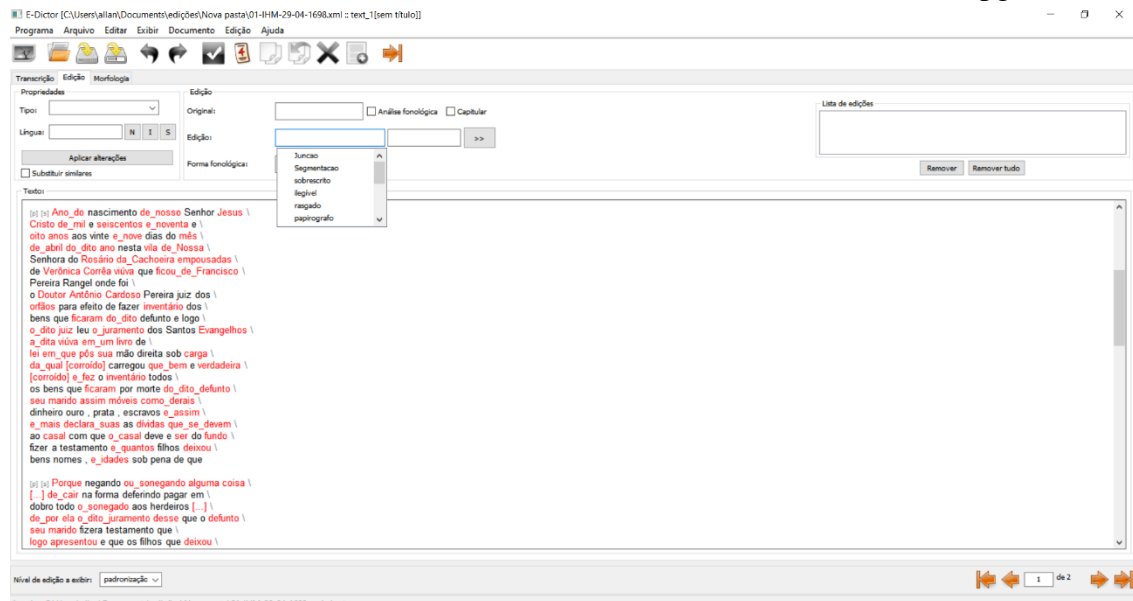 E-Dictor [C:\Users\allan\Documents\edições\Nova pasta\01-IHM-29-04-1698.xml :: text_1[sem título]]
Programa Arquivo Editar Exibir Documento Edição Ajuda
Transcrição Edição Morfologia
Propriedades
Tipo:
Língua: N I S
Aplicar alterações
Substituir similares
Edição
Original: Análise fonológica Capitular
Edição: >>
Forma fonológica:
Juncao
Segmentacao
sobrescrito
ilegível
rasgado
papirografo
Lista de edições
Remover Remover tudo
Texto:
[p] [s] Ano_do nascimento de_nosso Senhor Jesus \
Cristo de_mil e seiscentos e_noventa e \
oito anos aos vinte e_nove dias do mês \
de_abril do_dito ano nesta vila de_Nossa \
Senhora do Rosário da_Cachoeira empousadas \
de Verônica Corrêa viúva que ficou_de_Francisco \
Pereira Rangel onde foi \
o Doutor Antônio Cardoso Pereira juiz dos \
orfãos para efeito de fazer inventário dos \
bens que ficaram do_dito defunto e logo \
o_dito juiz leu o_juramento dos Santos Evangelhos \
a_dita viúva em_um livro de \
lei em_que pôs sua mão direita sob carga \
da_qual [corroído] carregou que_bem e verdadeira \
[corroído] e_fez o inventário todos \
os bens que ficaram por morte do_dito_defunto \
seu marido assim móveis como_derais \
dinheiro ouro , prata , escravos e_assim \
e_mais declara_suas as dívidas que_se_devem \
ao casal com que o_casal deve e ser do fundo \
fizer a testamento e_quantos filhos deixou \
bens nomes , e_idades sob pena de que
[p] [s] Porque negando ou_sonegando alguma coisa \
[...] de_cair na forma deferindo pagar em \
dobro todo o_sonegado aos herdeiros [...] \
de_por ela o_dito_juramento desse que o defunto \
seu marido fizera testamento que \
logo apresentou e que os filhos que deixou \
Nível de edição a exibir: padronização
1 de 2